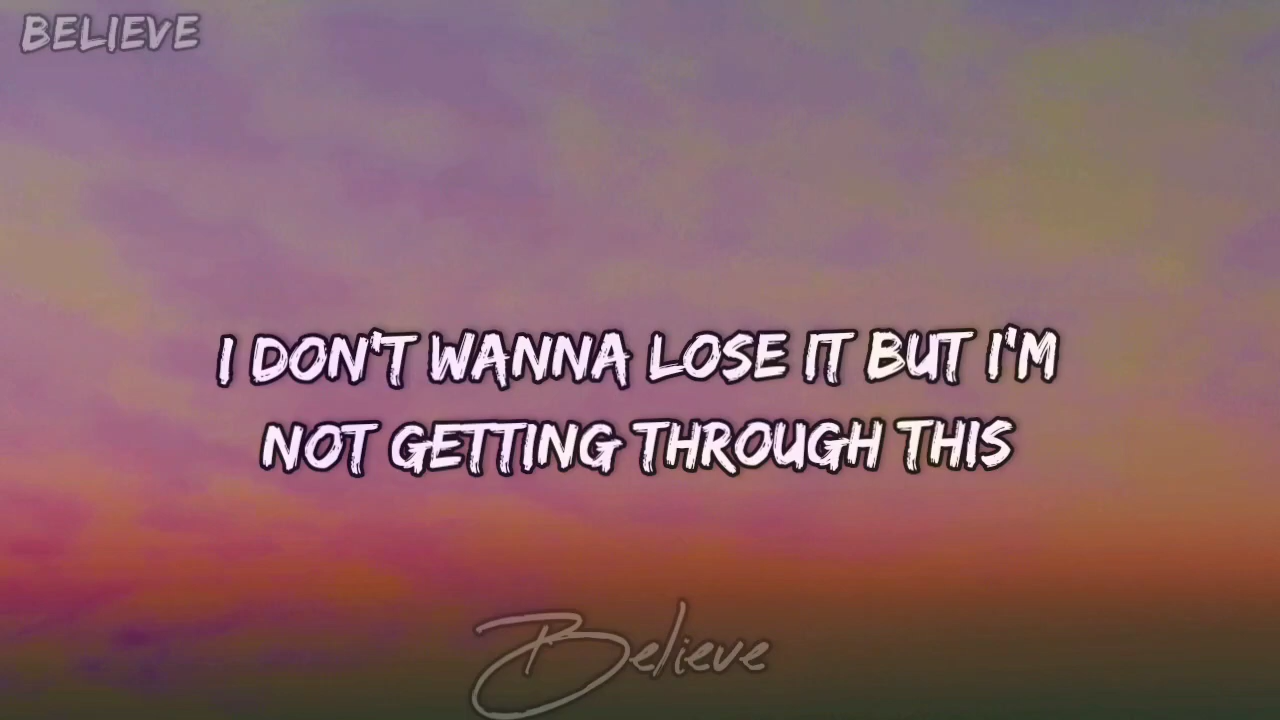 BELIEVE
I DON'T WANNA LOSE IT BUT I'M
NOT GETTING THROUGH THIS
Believe